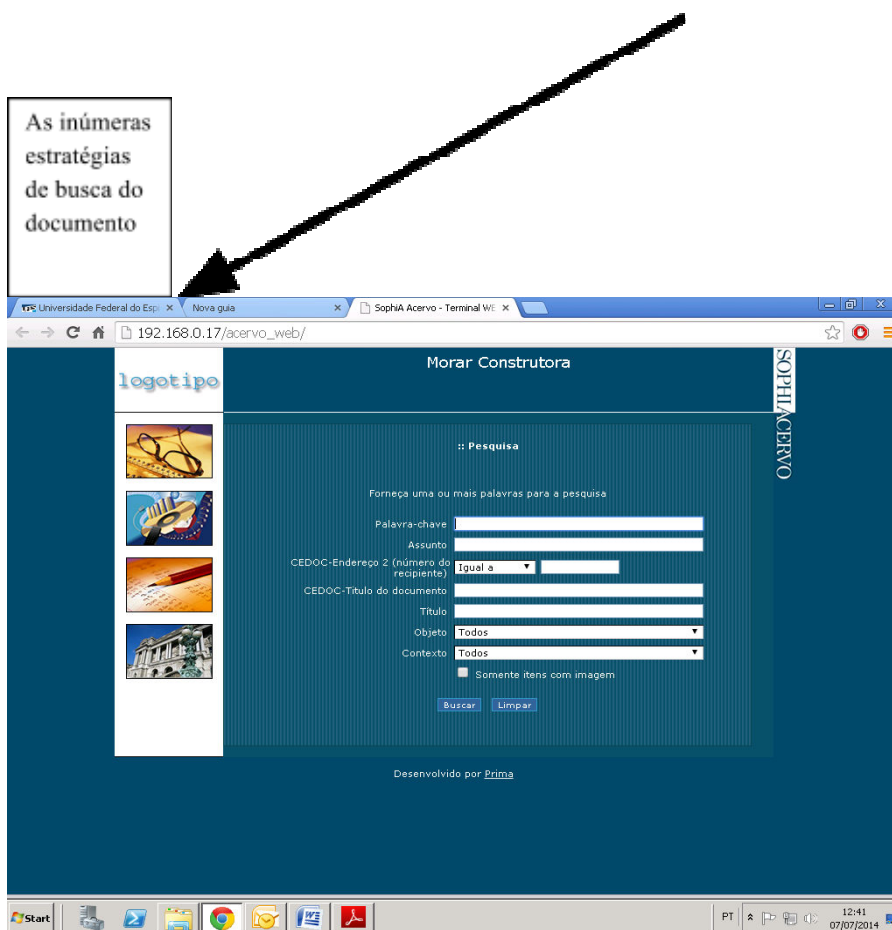 As inúmeras
estratégias
de busca do
documento
Universidade Federal do Esp
Nova guia
SophiA Acervo - Terminal WE
192.168.0.17/acervo_web/
logotipo
Morar Construtora
SOPHIACERVO
:: Pesquisa
Forneça uma ou mais palavras para a pesquisa
Palavra-chave
Assunto
CEDOC-Endereço 2 (número do
recipiente)
Igual a
CEDOC-Titulo do documento
Título
Objeto Todos
Contexto Todos
Somente itens com imagem
Buscar Limpar
Desenvolvido por Prima
Start
PT
12:41
07/07/2014